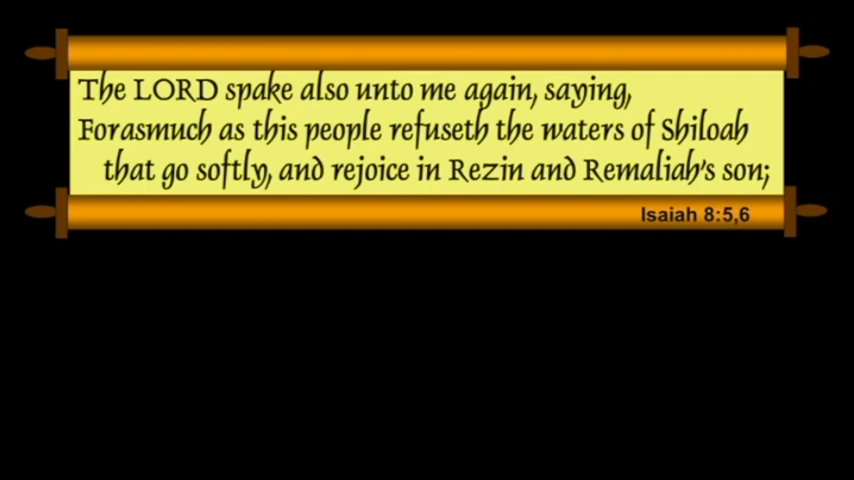 The LORD spake also unto me again, saying,
Forasmuch as this people refuseth the waters of Shiloah
that go softly, and rejoice in Rezin and Remaliah's son;
Isaiah 8:5,6